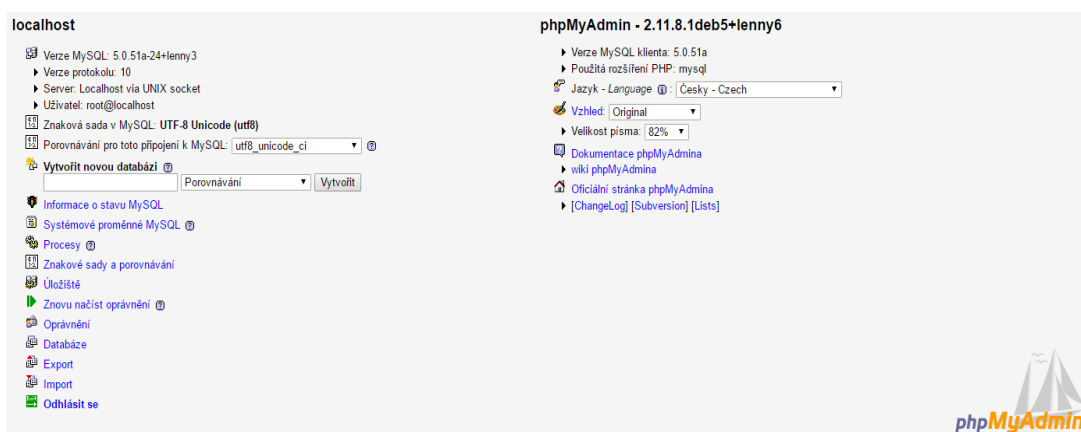 localhost
Verze MySQL: 5.0.51a-24+lenny3
Verze protokolu: 10
Server: Localhost via UNIX socket
Uživatel: root@localhost
Znaková sada v MySQL: UTF-8 Unicode (utf8)
Porovnávání pro toto připojení k MySQL: utf8_unicode_ci
Vytvořit novou databázi
Porovnávání Vytvořit
Informace o stavu MySQL
Systémové proměnné MySQL
Procesy
Znakové sady a porovnávání
Úložiště
Znovu načíst oprávnění
Oprávnění
Databáze
Export
Import
Odhlásit se
phpMyAdmin - 2.11.8.1deb5+lenny6
Verze MySQL klienta: 5.0.51a
Použitá rozšíření PHP: mysql
Jazyk - Language : Česky - Czech
Vzhled: Original
Velikost písma: 82%
Dokumentace phpMyAdmina
wiki phpMyAdmina
Oficiální stránka phpMyAdmina
[ChangeLog] [Subversion] [Lists]
phpMyAdmin